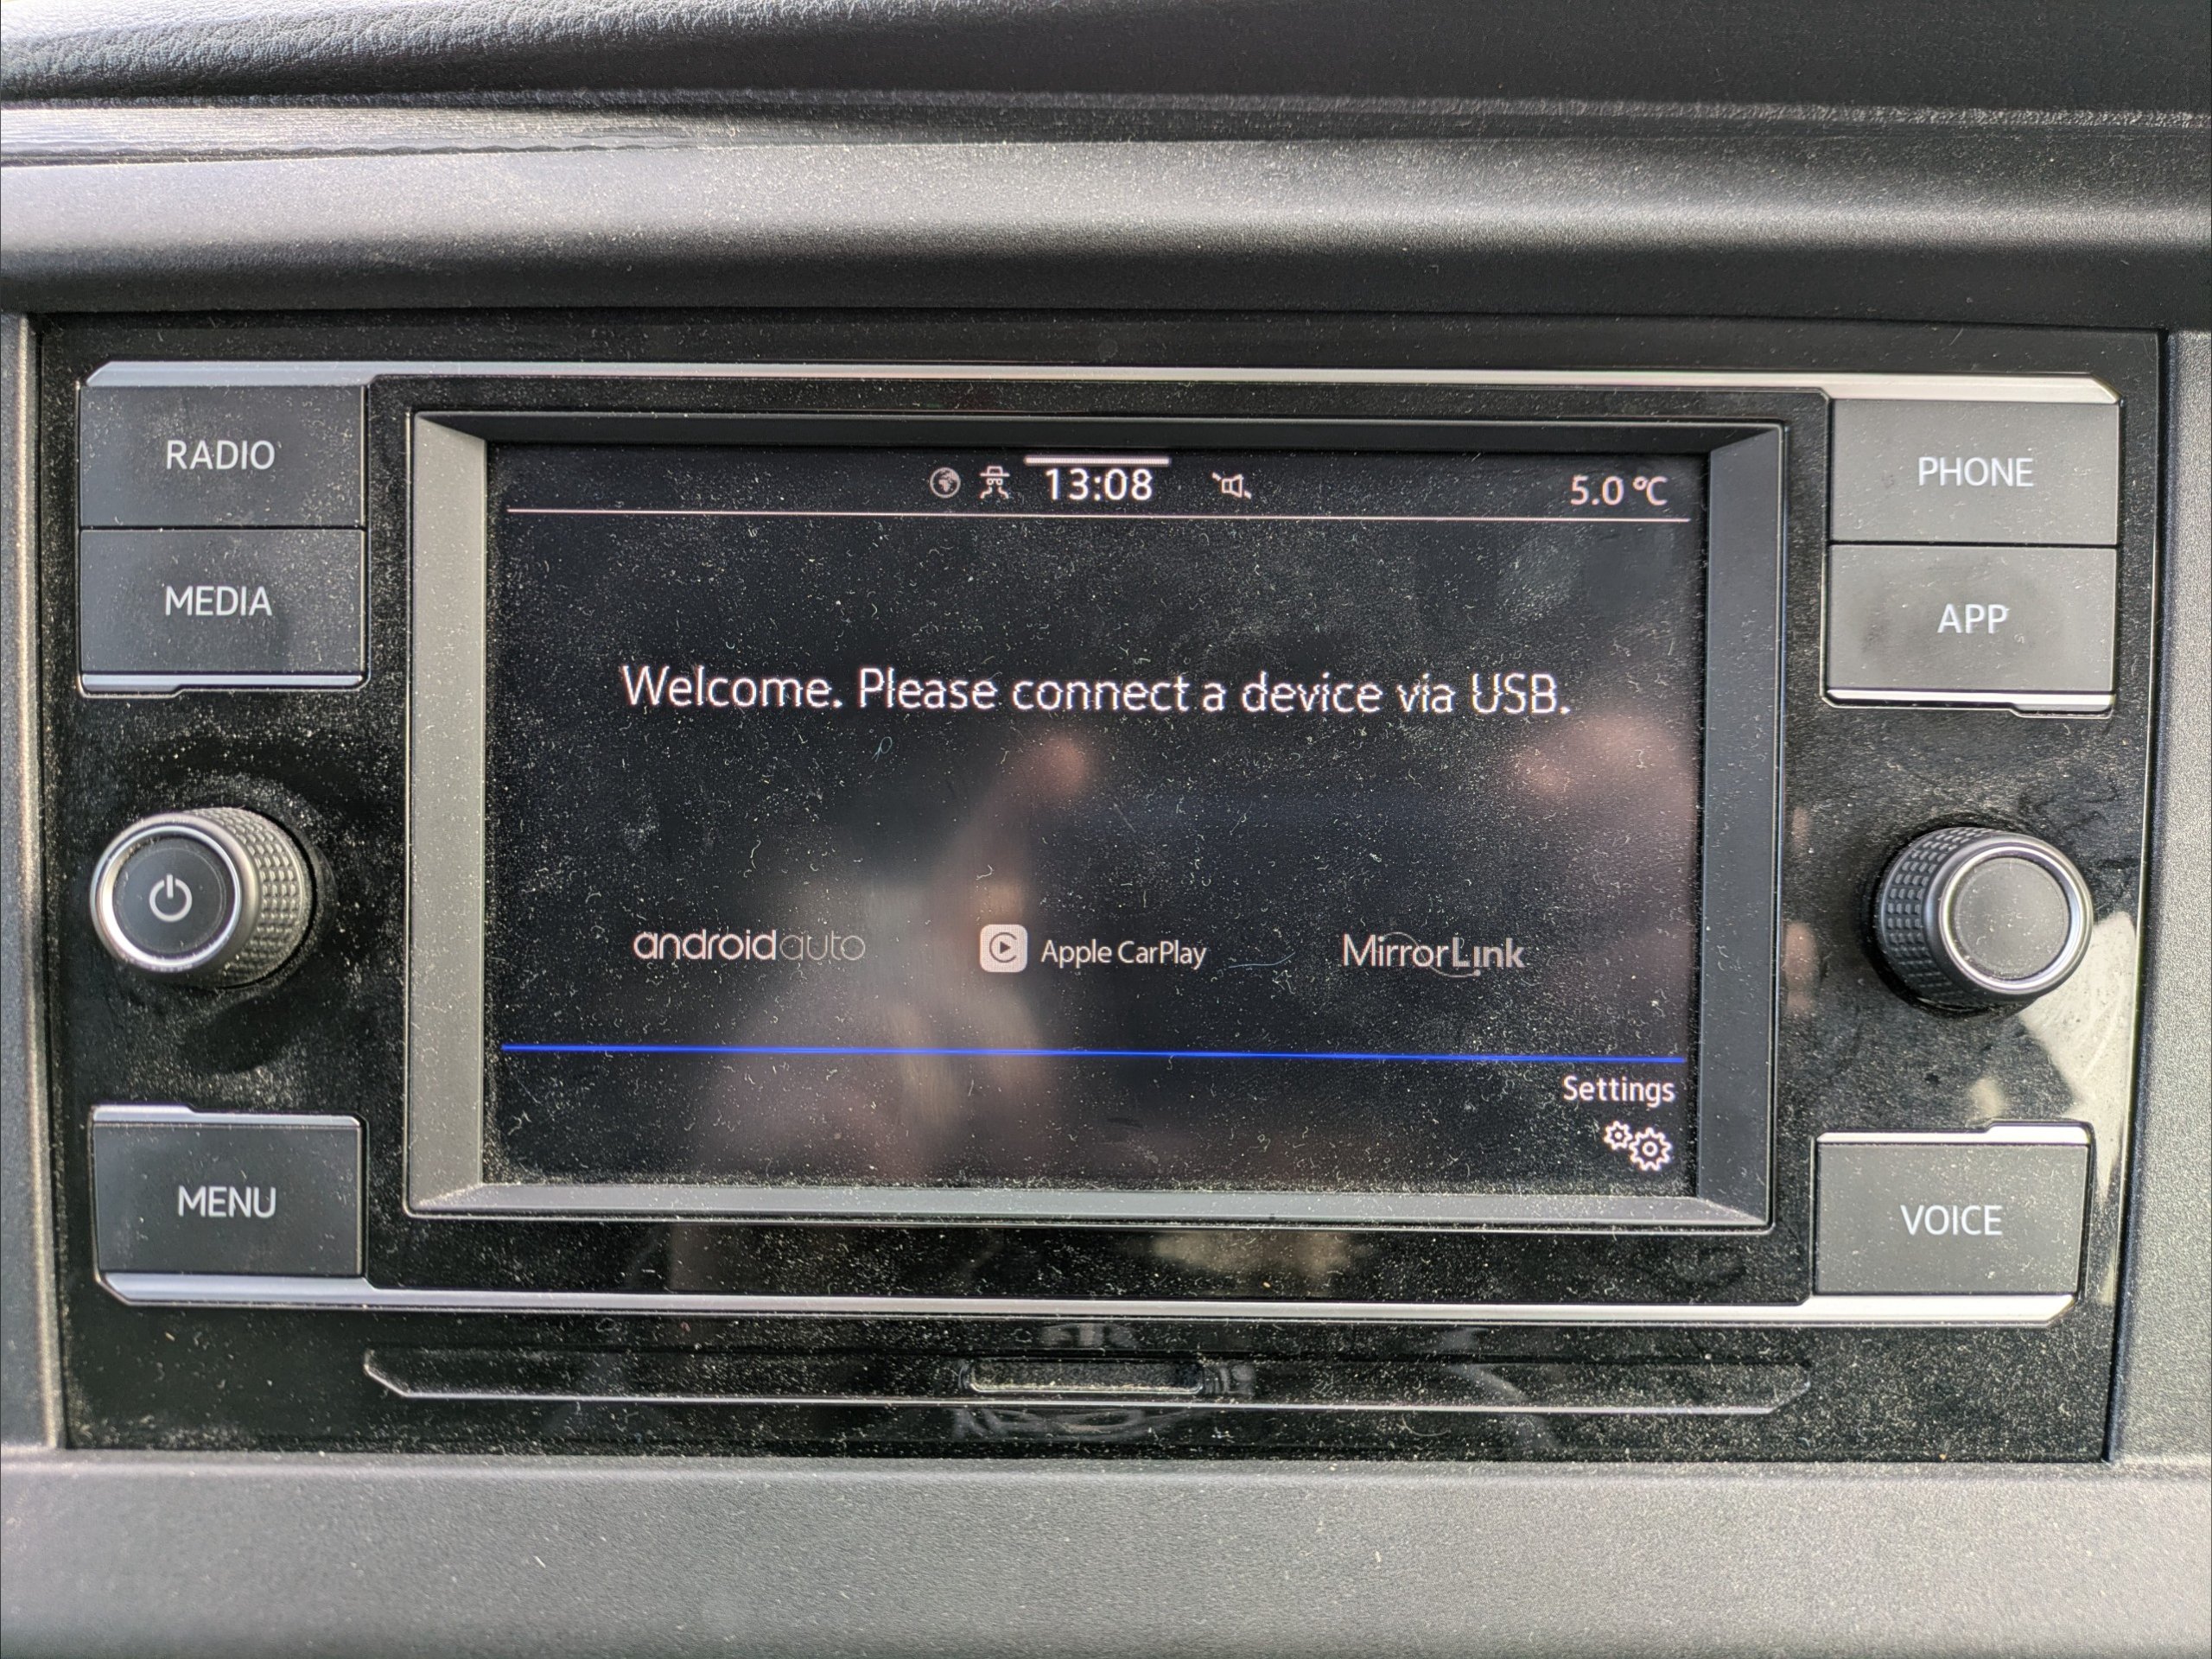 RADIO
MEDIA
MENU
13:08
5.0 °C
Welcome. Please connect a device via USB.
androidauto
Apple CarPlay
MirrorLink
Settings
PHONE
APP
VOICE